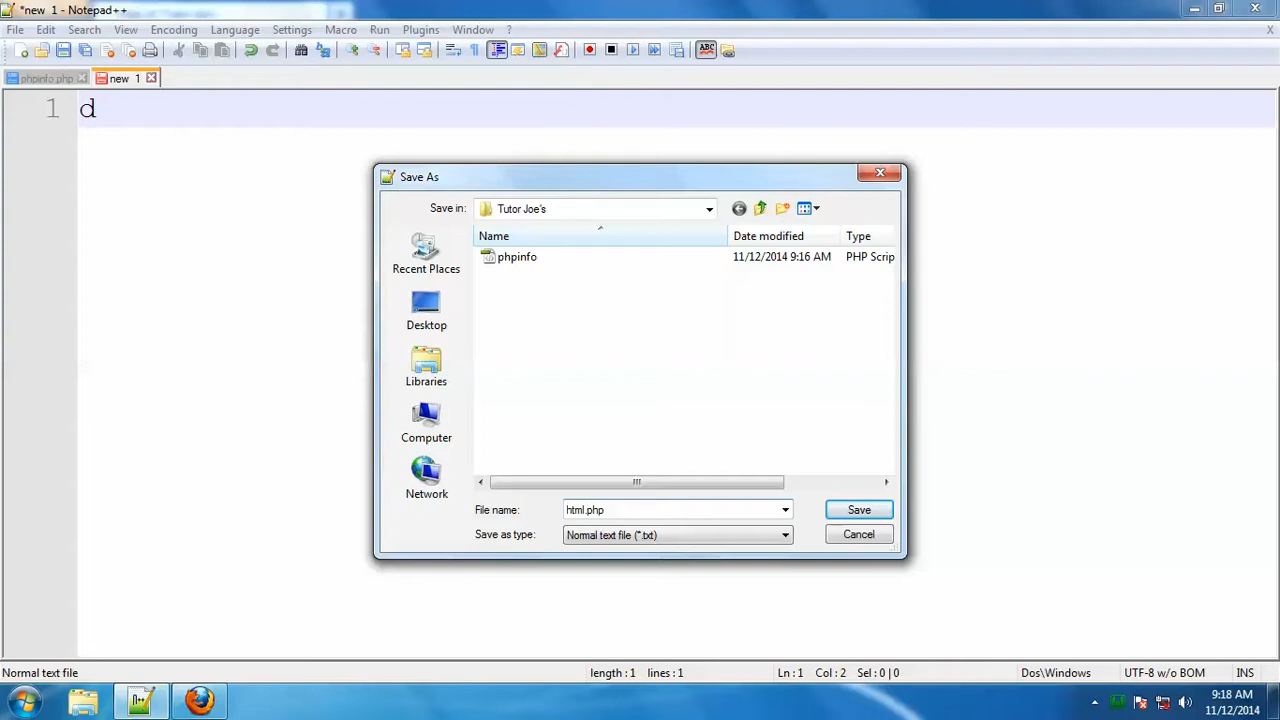 *new 1 - Notepad++
File Edit Search View Encoding Language Settings Macro Run Plugins Window ? X
phpinfo.php new 1
1 d
Save As
Save in: Tutor Joe's
Name Date modified Type
phpinfo 11/12/2014 9:16 AM PHP Scrip
Recent Places
Desktop
Libraries
Computer
Network
File name: html.php Save
Save as type: Normal text file (*.txt) Cancel
Normal text file length : 1 lines : 1 Ln : 1 Col : 2 Sel : 0 | 0 Dos\Windows UTF-8 w/o BOM INS
9:18 AM
11/12/2014